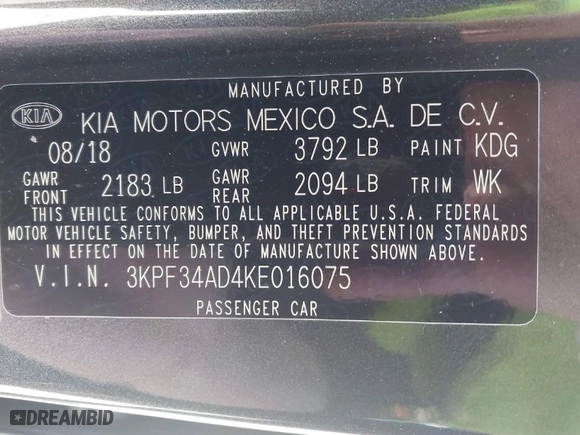 MANUFACTURED BY
KIA KIA MOTORS MEXICO S.A. DE C.V.
08/18 GVWR 3792 LB PAINT KDG
GAWR FRONT 2183 LB GAWR REAR 2094 LB TRIM WK
THIS VEHICLE CONFORMS TO ALL APPLICABLE U.S.A. FEDERAL
MOTOR VEHICLE SAFETY, BUMPER, AND THEFT PREVENTION STANDARDS
IN EFFECT ON THE DATE OF MANUFACTURE SHOWN ABOVE.
V.I.N. 3KPF34AD4KE016075
PASSENGER CAR
DREAMBID